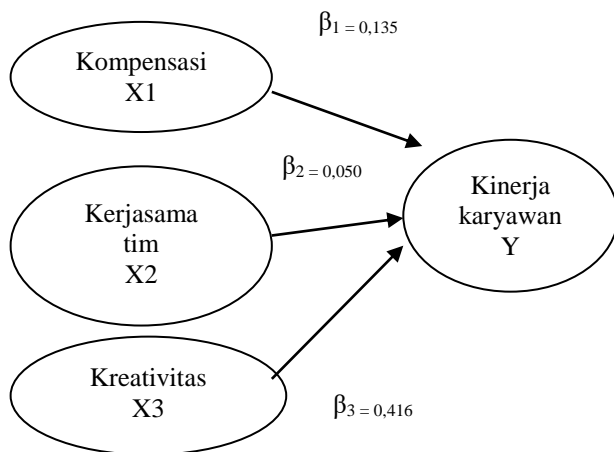 β1 = 0,135
Kompensasi
X1
β2 = 0,050
Kerjasama
tim
X2
Kinerja
karyawan
Y
Kreativitas
X3
β3 = 0,416